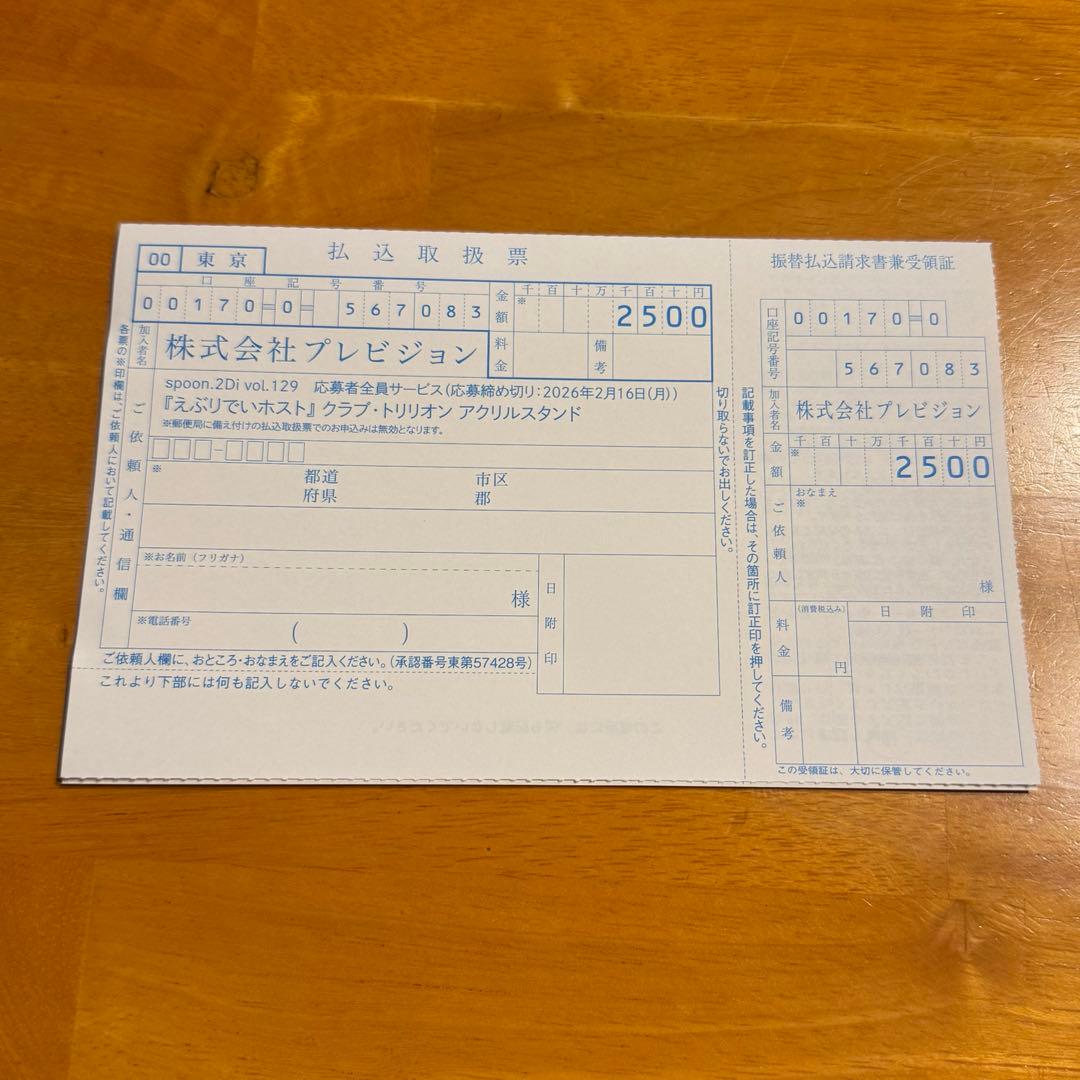 払込取扱票
00 東京
口座記号番号
00170=0= 567083
金額
千百十万千百十円
※
2500
加入者名
株式会社プレビジョン
料金
備考
spoon.2Di vol.129 応募者全員サービス(応募締め切り:2026年2月16日(月))
『えぶりでいホスト』 クラブ・トリリオン アクリルスタンド
※郵便局に備え付けの払込取扱票でのお申込みは無効となります。
ご依頼人・通信欄
※
都道府県
市区郡
※お名前(フリガナ)
様
※電話番号
( )
日附印
ご依頼人欄に、おところ・おなまえをご記入ください。(承認番号東第57428号)
これより下部には何も記入しないでください。
各票の※印欄は、ご依頼人において記載してください。
切り取らないでお出しください。
記載事項を訂正した場合は、その箇所に訂正印を押してください。
振替払込請求書兼受領証
口座記号番号
00170=0
567083
加入者名
株式会社プレビジョン
金額
千百十万千百十円
※
2500
ご依頼人
おなまえ
※
様
料金
(消費税込み)
円
日附印
備考
この受領証は、大切に保管してください。